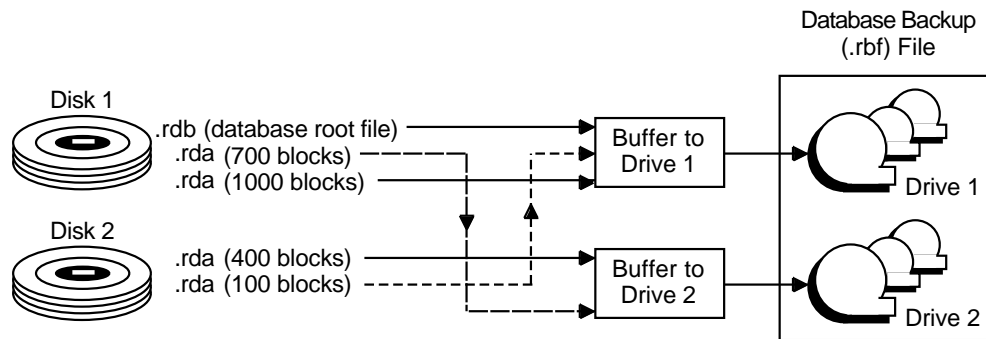 Database Backup
(.rbf) File
Disk 1
.rdb (database root file)
.rda (700 blocks)
.rda (1000 blocks)
Buffer to
Drive 1
Drive 1
Disk 2
.rda (400 blocks)
.rda (100 blocks)
Buffer to
Drive 2
Drive 2